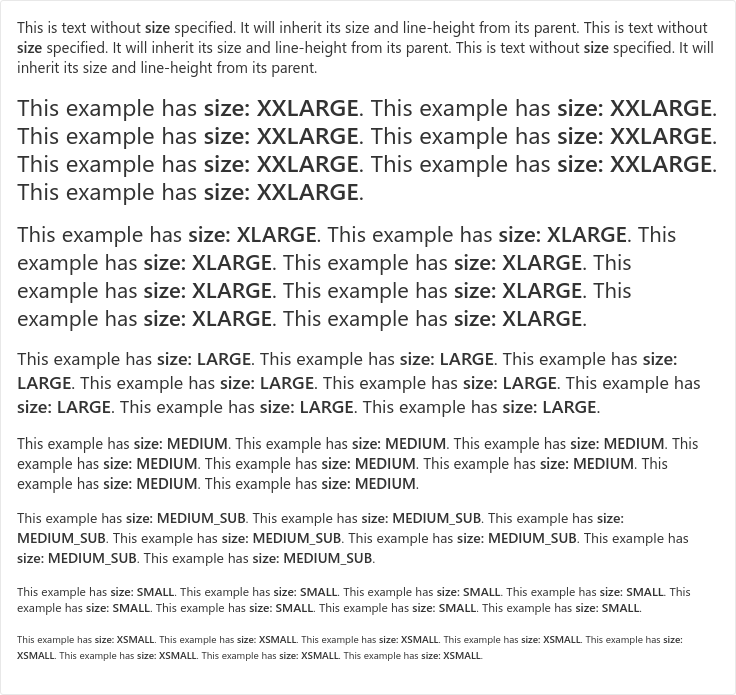 This is text without size specified. It will inherit its size and line-height from its parent. This is text without
size specified. It will inherit its size and line-height from its parent. This is text without size specified. It will
inherit its size and line-height from its parent.
This example has size: XXLARGE. This example has size: XXLARGE.
This example has size: XXLARGE. This example has size: XXLARGE.
This example has size: XXLARGE. This example has size: XXLARGE.
This example has size: XXLARGE.
This example has size: XLARGE. This example has size: XLARGE. This
example has size: XLARGE. This example has size: XLARGE. This
example has size: XLARGE. This example has size: XLARGE. This
example has size: XLARGE. This example has size: XLARGE.
This example has size: LARGE. This example has size: LARGE. This example has size:
LARGE. This example has size: LARGE. This example has size: LARGE. This example has
size: LARGE. This example has size: LARGE. This example has size: LARGE.
This example has size: MEDIUM. This example has size: MEDIUM. This example has size: MEDIUM. This
example has size: MEDIUM. This example has size: MEDIUM. This example has size: MEDIUM. This
example has size: MEDIUM. This example has size: MEDIUM.
This example has size: MEDIUM_SUB. This example has size: MEDIUM_SUB. This example has size:
MEDIUM_SUB. This example has size: MEDIUM_SUB. This example has size: MEDIUM_SUB. This example has
size: MEDIUM_SUB. This example has size: MEDIUM_SUB.
This example has size: SMALL. This example has size: SMALL. This example has size: SMALL. This example has size: SMALL. This
example has size: SMALL. This example has size: SMALL. This example has size: SMALL. This example has size: SMALL.
This example has size: XSMALL. This example has size: XSMALL. This example has size: XSMALL. This example has size: XSMALL. This example has size:
XSMALL. This example has size: XSMALL. This example has size: XSMALL. This example has size: XSMALL.